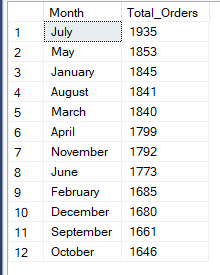 Month Total_Orders
1 July 1935
2 May 1853
3 January 1845
4 August 1841
5 March 1840
6 April 1799
7 November 1792
8 June 1773
9 February 1685
10 December 1680
11 September 1661
12 October 1646